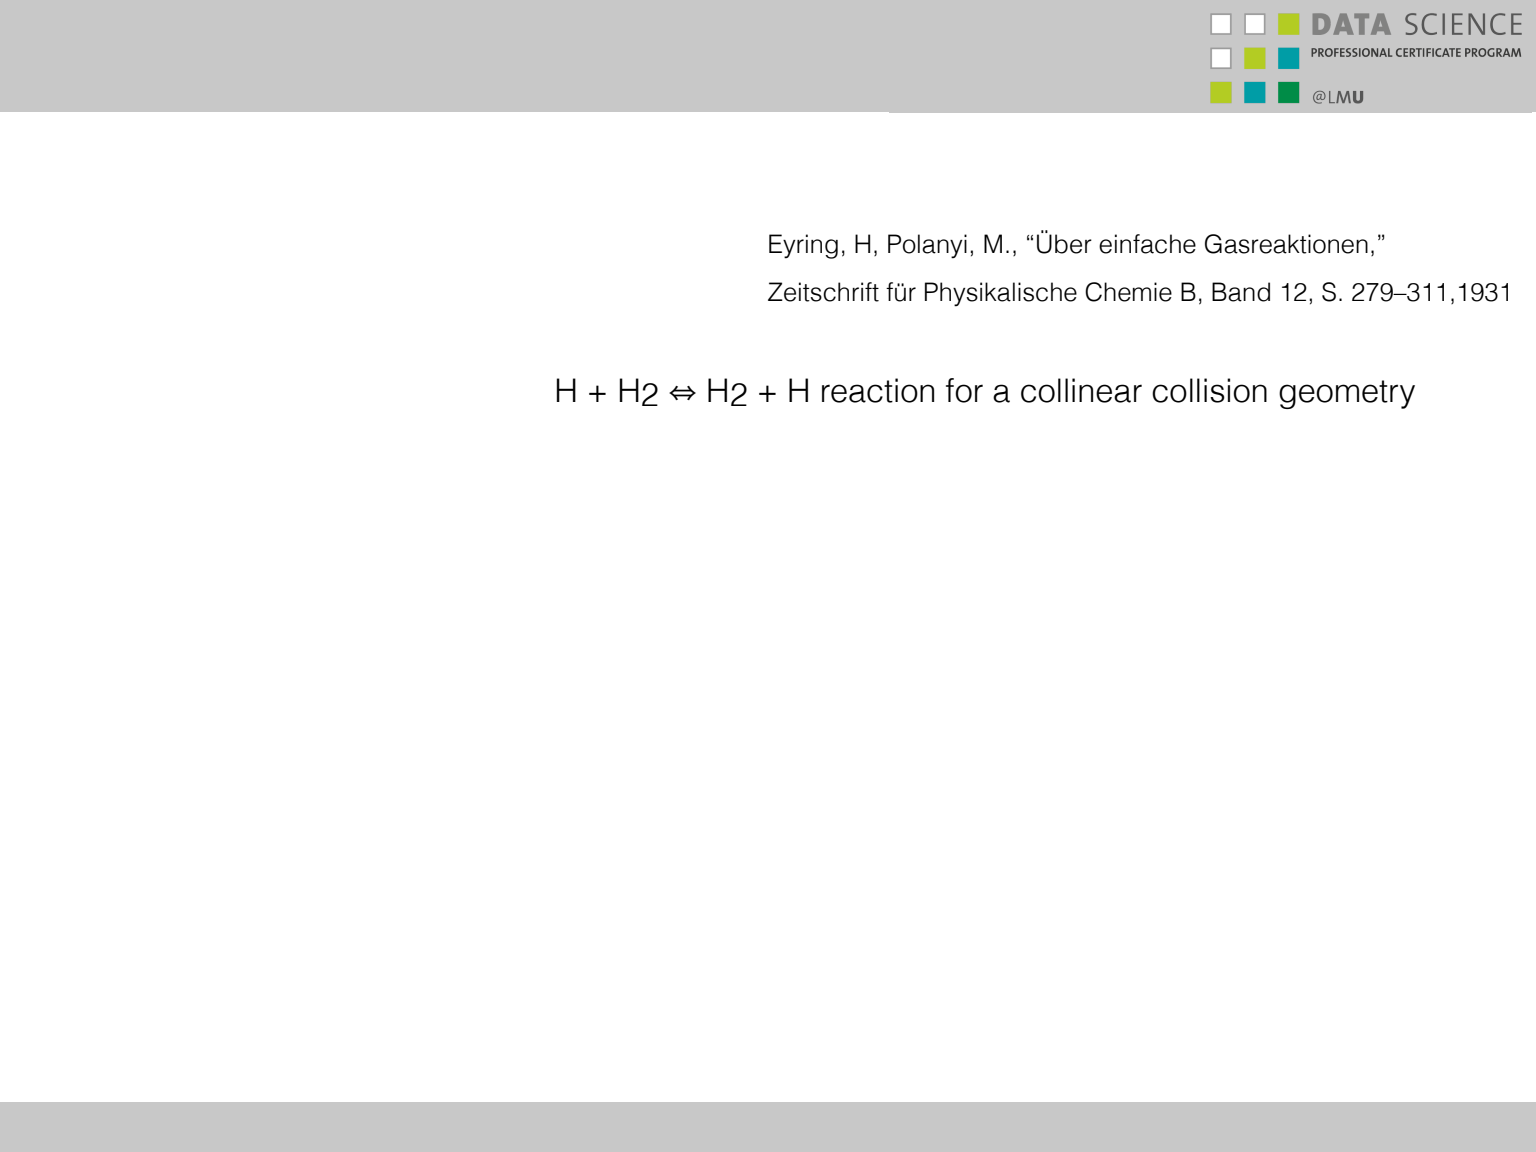 DATA SCIENCE
PROFESSIONAL CERTIFICATE PROGRAM
@LMU
Eyring, H, Polanyi, M., “Über einfache Gasreaktionen,”
Zeitschrift für Physikalische Chemie B, Band 12, S. 279–311,1931
H + H2 ⇔ H2 + H reaction for a collinear collision geometry